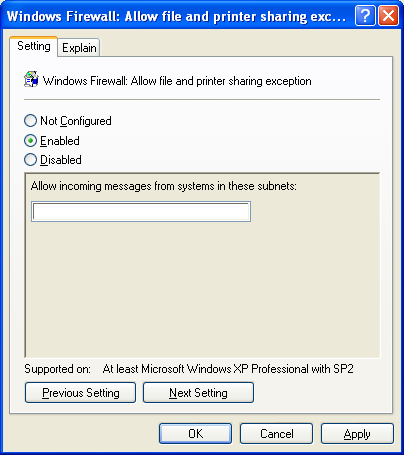 Windows Firewall: Allow file and printer sharing exc...
Setting
Explain
Windows Firewall: Allow file and printer sharing exception
Not Configured
Enabled
Disabled
Allow incoming messages from systems in these subnets:
Supported on: At least Microsoft Windows XP Professional with SP2
Previous Setting
Next Setting
OK
Cancel
Apply